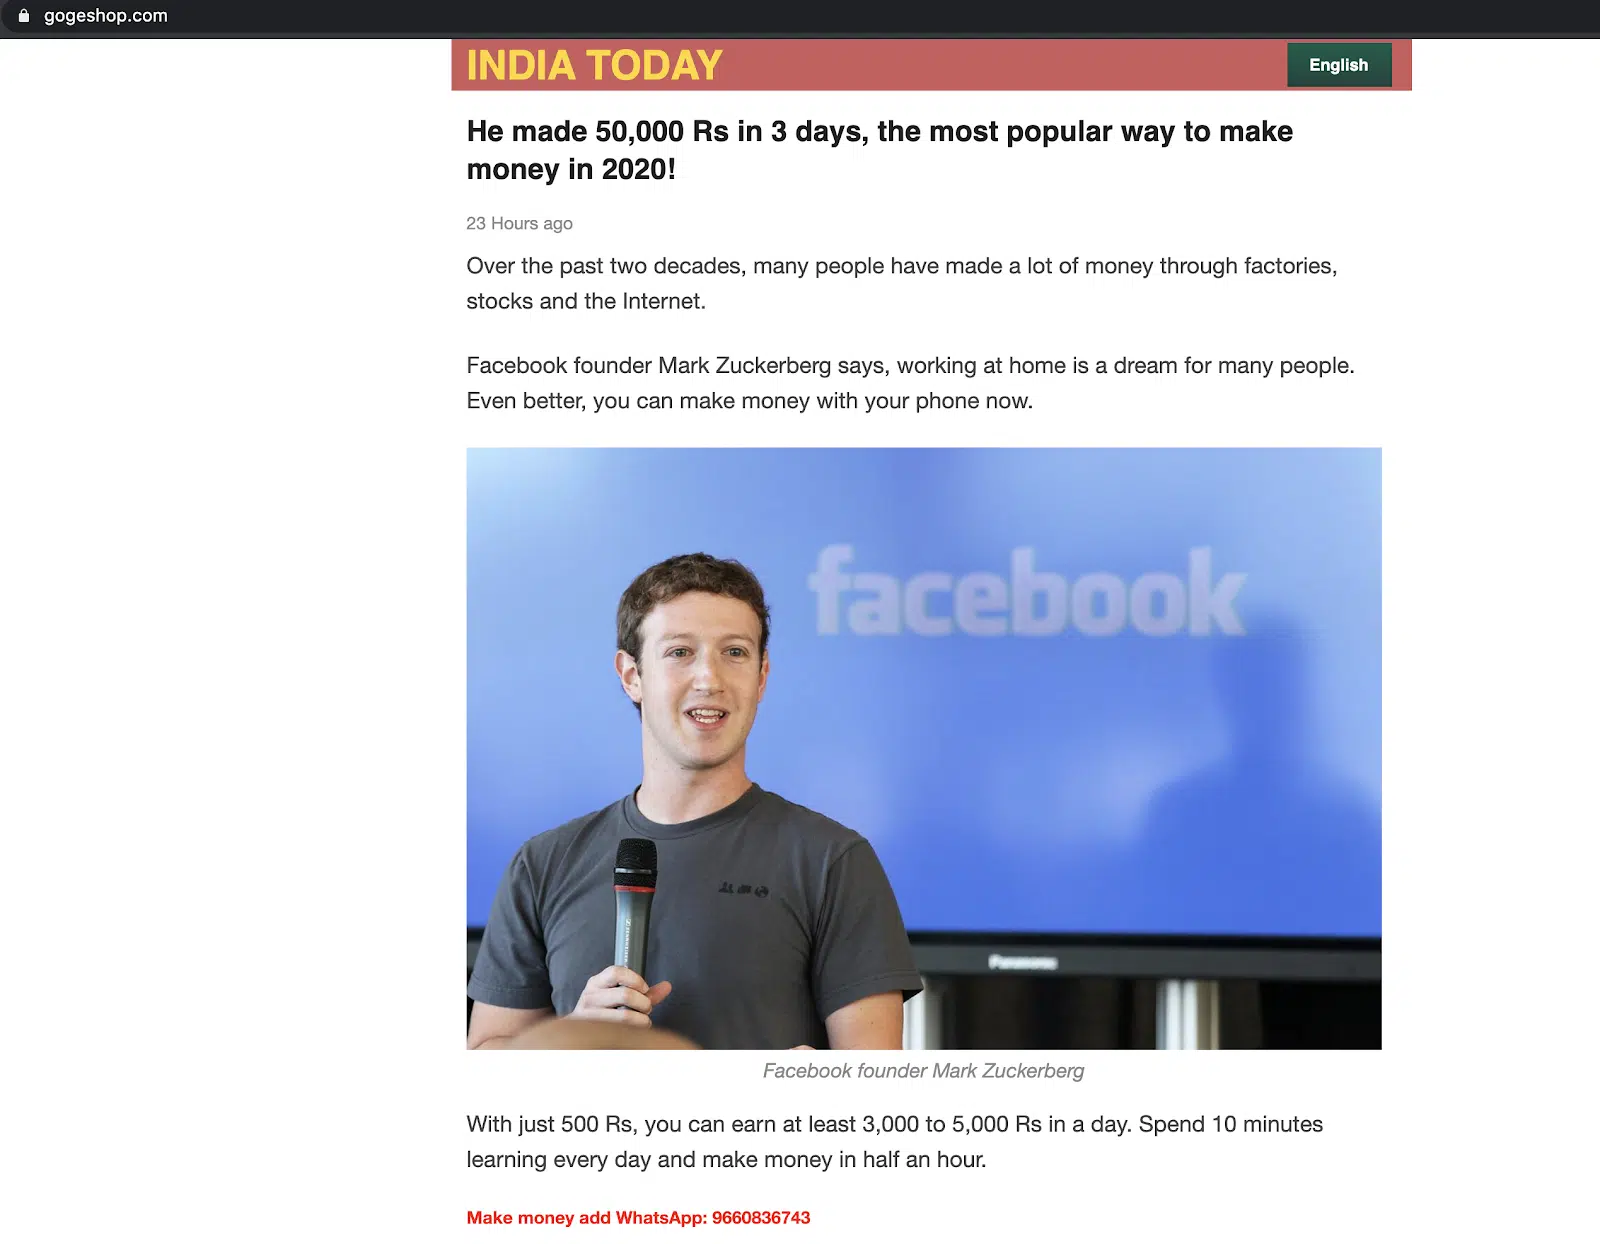 gogeshop.com
INDIA TODAY
English
He made 50,000 Rs in 3 days, the most popular way to make
money in 2020!
23 Hours ago
Over the past two decades, many people have made a lot of money through factories,
stocks and the Internet.
Facebook founder Mark Zuckerberg says, working at home is a dream for many people.
Even better, you can make money with your phone now.
facebook
Panasonic
Facebook founder Mark Zuckerberg
With just 500 Rs, you can earn at least 3,000 to 5,000 Rs in a day. Spend 10 minutes
learning every day and make money in half an hour.
Make money add WhatsApp: 9660836743